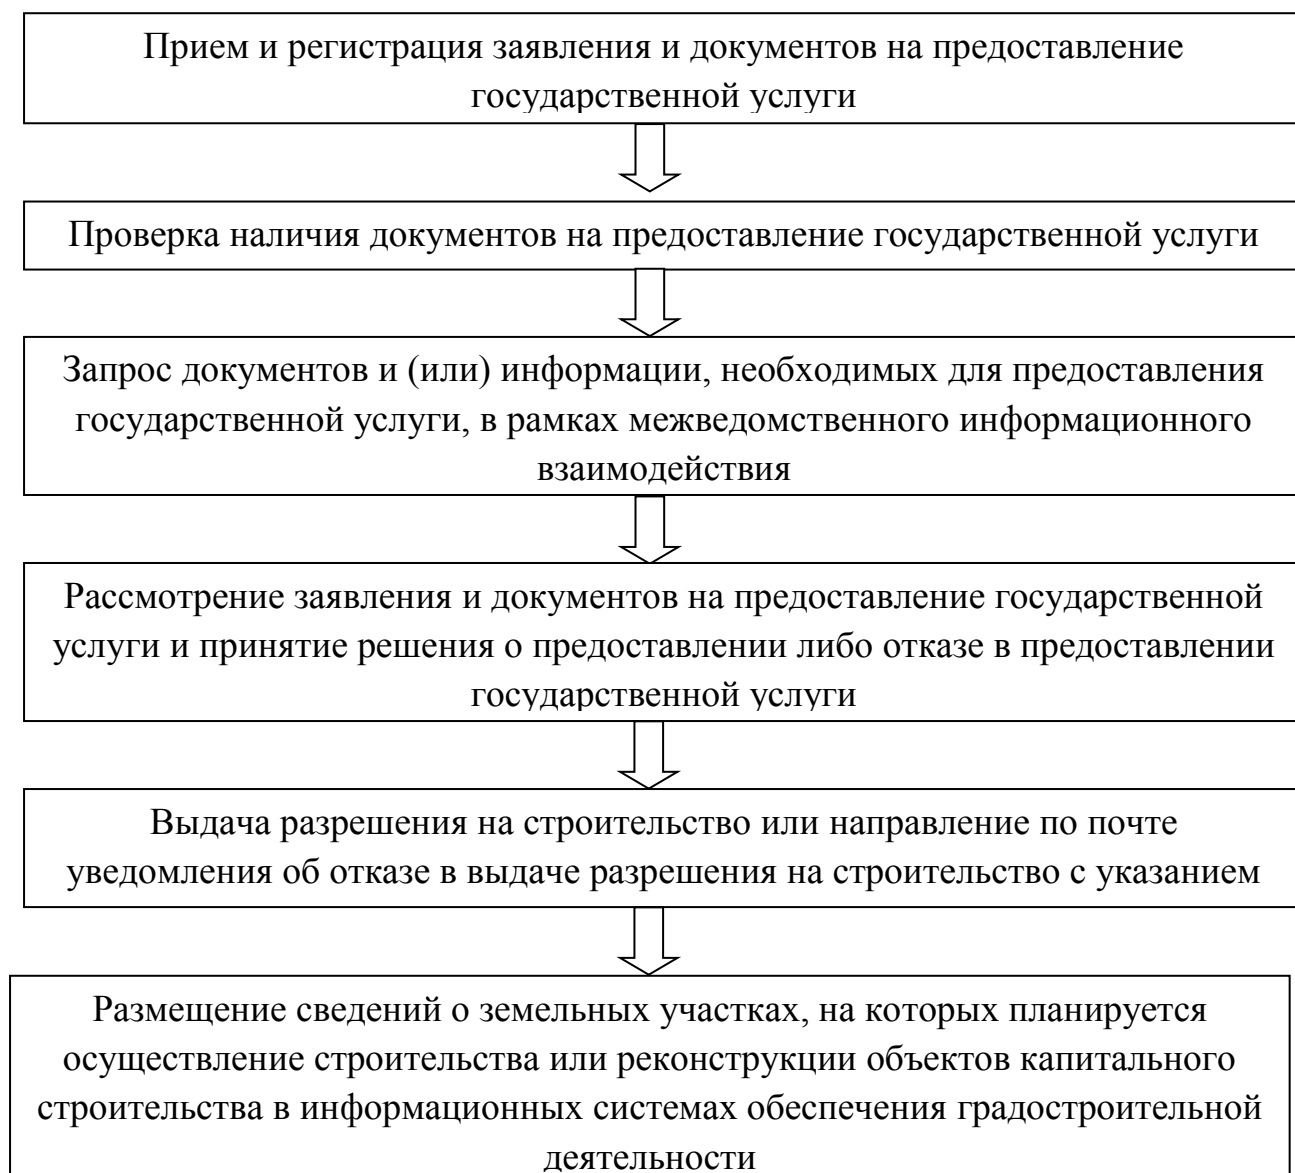 Прием и регистрация заявления и документов на предоставление
государственной услуги
Проверка наличия документов на предоставление государственной услуги
Запрос документов и (или) информации, необходимых для предоставления
государственной услуги, в рамках межведомственного информационного
взаимодействия
Рассмотрение заявления и документов на предоставление государственной
услуги и принятие решения о предоставлении либо отказе в предоставлении
государственной услуги
Выдача разрешения на строительство или направление по почте
уведомления об отказе в выдаче разрешения на строительство с указанием
Размещение сведений о земельных участках, на которых планируется
осуществление строительства или реконструкции объектов капитального
строительства в информационных системах обеспечения градостроительной
деятельности